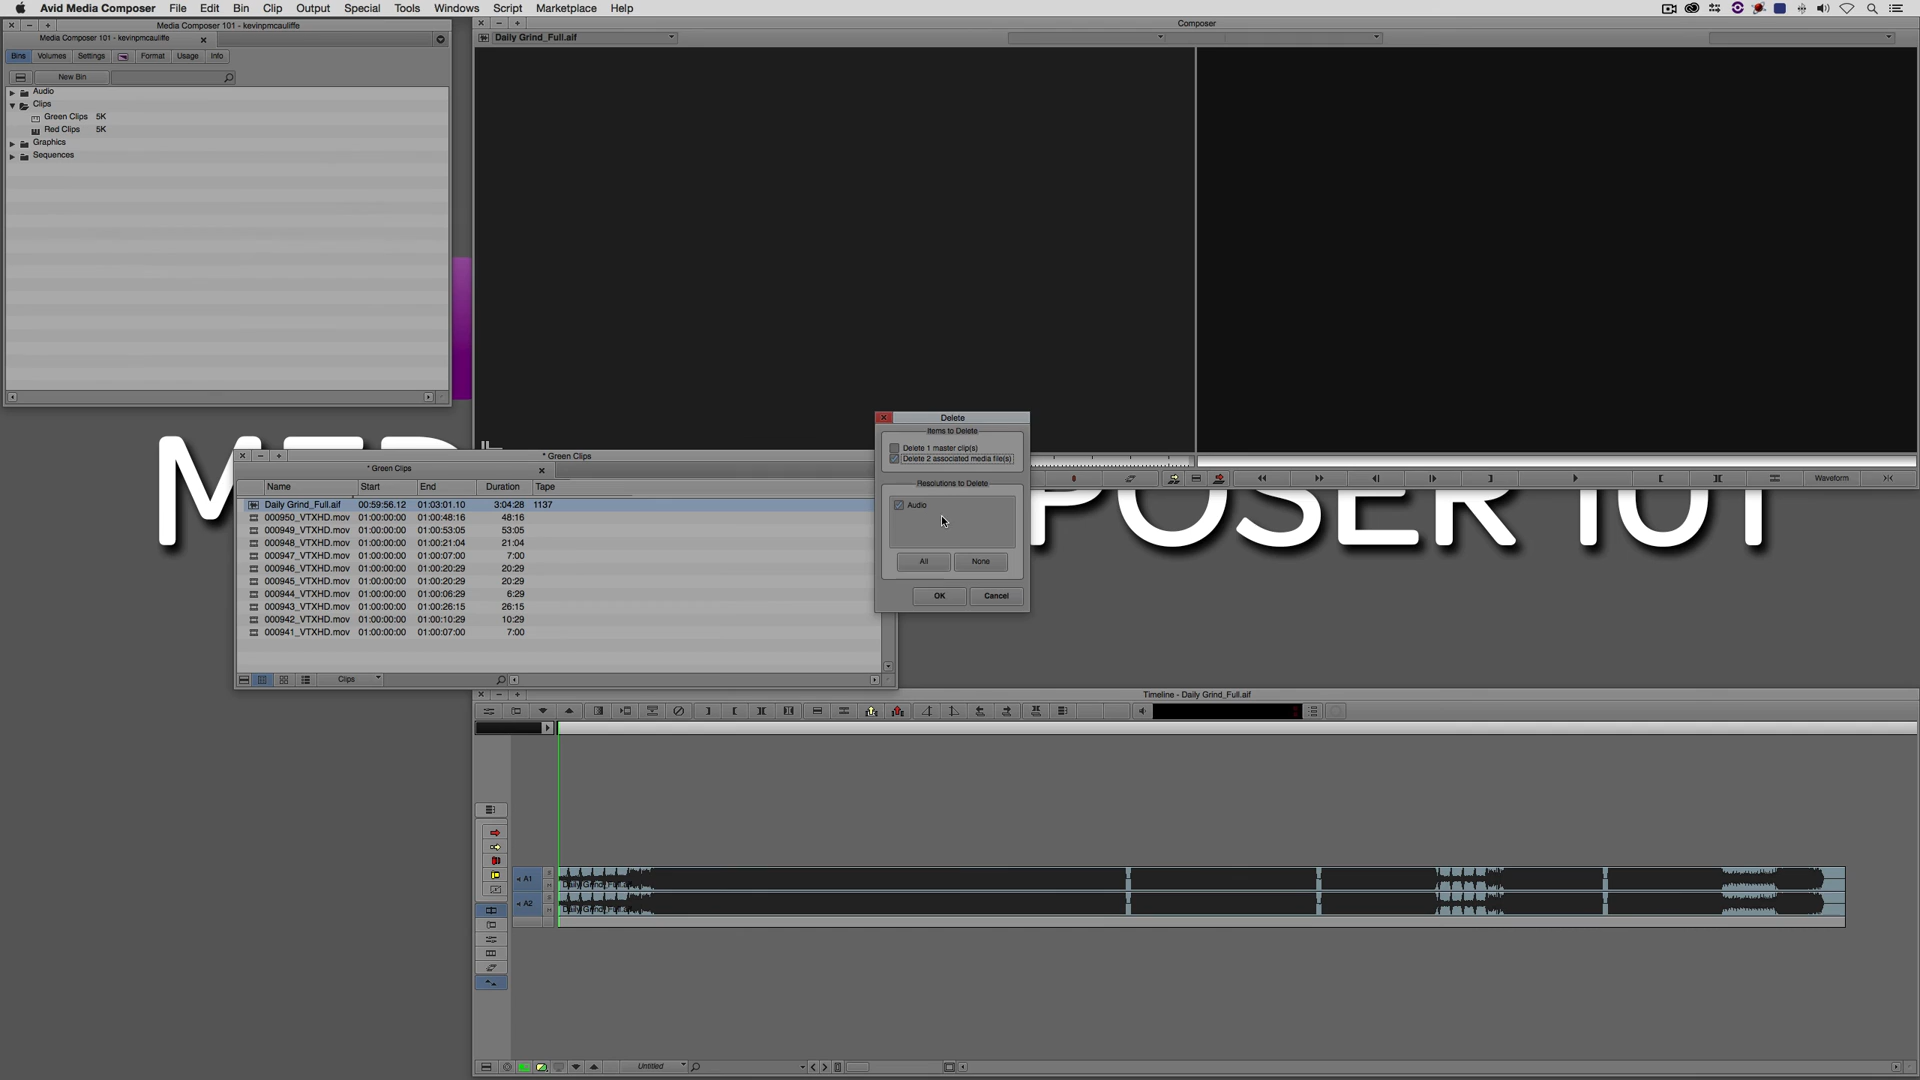 Avid Media Composer File Edit Bin Clip Output Special Tools Windows Script Marketplace Help
Media Composer 101 - kevinpmcauliffe
Media Composer 101 - kevinpmcauliffe
Bins Volumes Settings Format Usage Info
New Bin
Audio
Clips
Green Clips 5K
Red Clips 5K
Graphics
Sequences
Composer
Daily Grind_Full.aif
Waveform
* Green Clips
* Green Clips
Name Start End Duration Tape
Daily Grind_Full.aif 00:59:56.12 01:03:01.10 3:04:28 1137
000950_VTXHD.mov 01:00:00:00 01:00:48:16 48:16
000949_VTXHD.mov 01:00:00:00 01:00:53:05 53:05
000948_VTXHD.mov 01:00:00:00 01:00:21:04 21:04
000947_VTXHD.mov 01:00:00:00 01:00:07:00 7:00
000946_VTXHD.mov 01:00:00:00 01:00:20:29 20:29
000945_VTXHD.mov 01:00:00:00 01:00:20:29 20:29
000944_VTXHD.mov 01:00:00:00 01:00:06:29 6:29
000943_VTXHD.mov 01:00:00:00 01:00:26:15 26:15
000942_VTXHD.mov 01:00:00:00 01:00:10:29 10:29
000941_VTXHD.mov 01:00:00:00 01:00:07:00 7:00
Clips
Delete
Items to Delete
Delete 1 master clip(s)
Delete 2 associated media file(s)
Resolutions to Delete
Audio
All None
OK Cancel
Timeline - Daily Grind_Full.aif
A1
A2
Untitled